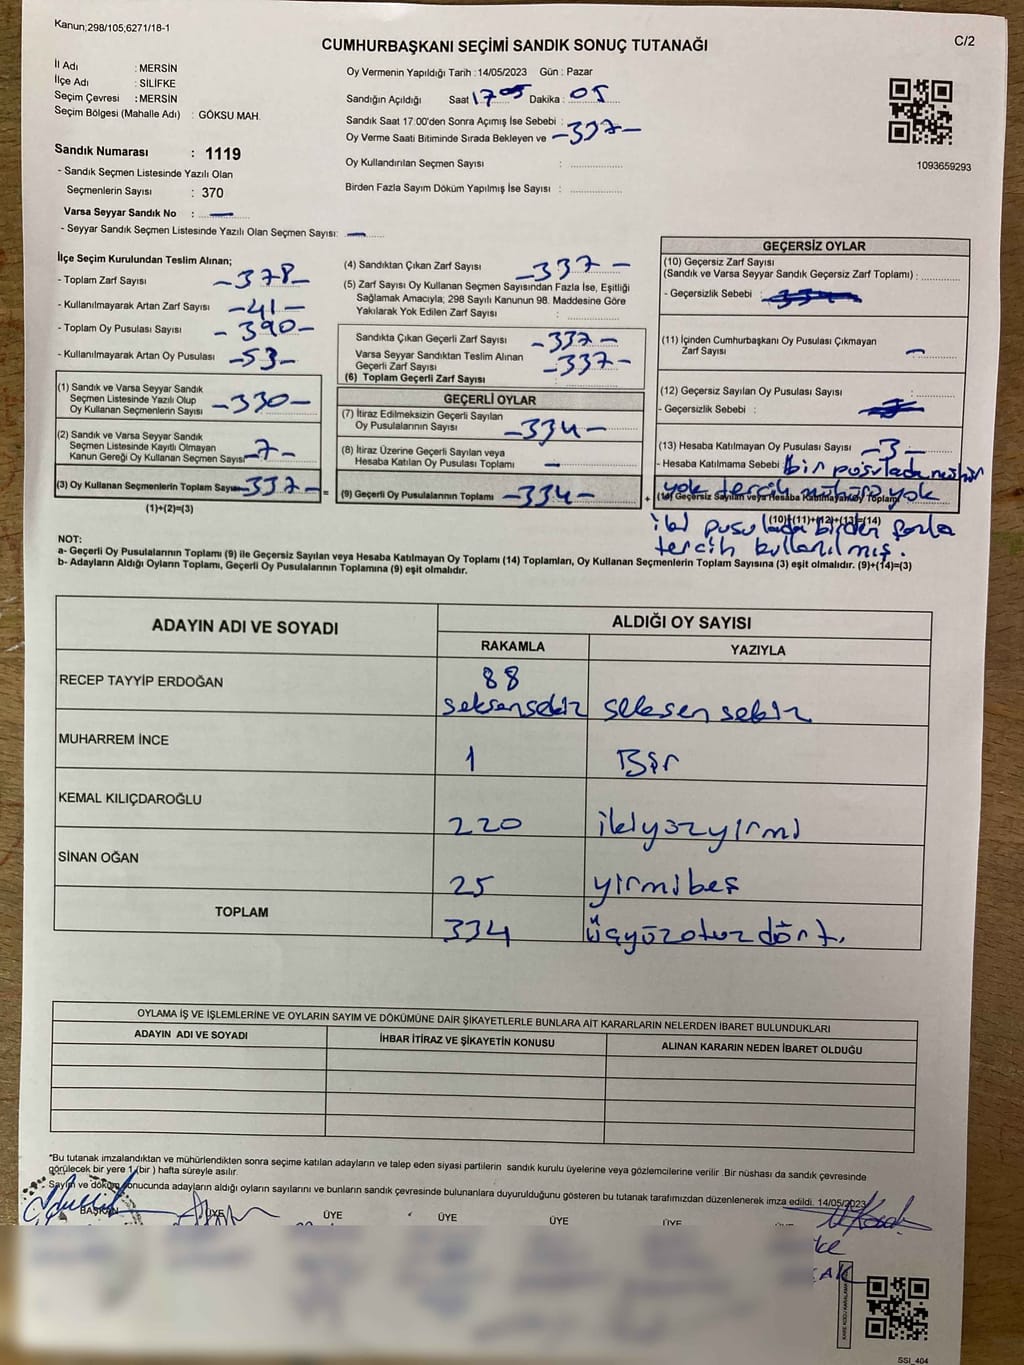 Kanun,298/105,6271/18-1
C/2
CUMHURBAŞKANI SEÇİMİ SANDIK SONUÇ TUTANAĞI
İl Adı : MERSİN
İlçe Adı : SİLİFKE
Seçim Çevresi : MERSİN
Seçim Bölgesi (Mahalle Adı) : GÖKSU MAH.
Sandık Numarası : 1119
- Sandık Seçmen Listesinde Yazılı Olan
Seçmenlerin Sayısı : 370
Varsa Seyyar Sandık No : —
- Seyyar Sandık Seçmen Listesinde Yazılı Olan Seçmen Sayısı: —
Oy Vermenin Yapıldığı Tarih : 14/05/2023 Gün : Pazar
Sandığın Açıldığı Saat 17 05 Dakika : 05
Sandık Saat 17:00'den Sonra Açımış İse Sebebi :
Oy Verme Saati Bitiminde Sırada Bekleyen ve -337-
Oy Kullandırılan Seçmen Sayısı :
Birden Fazla Sayım Döküm Yapılmış İse Sayısı :
1093659293
İlçe Seçim Kurulundan Teslim Alınan;
- Toplam Zarf Sayısı -378-
- Kullanılmayarak Artan Zarf Sayısı -41-
- Toplam Oy Pusulası Sayısı -390-
- Kullanılmayarak Artan Oy Pusulası -53-
(1) Sandık ve Varsa Seyyar Sandık
Seçmen Listesinde Yazılı Olup
Oy Kullanan Seçmenlerin Sayısı -330-
(2) Sandık ve Varsa Seyyar Sandık
Seçmen Listesinde Kayıtlı Olmayan
Kanun Gereği Oy Kullanan Seçmen Sayısı -7-
(3) Oy Kullanan Seçmenlerin Toplam Sayısı -337- =
(1)+(2)=(3)
(4) Sandıktan Çıkan Zarf Sayısı -337-
(5) Zarf Sayısı Oy Kullanan Seçmen Sayısından Fazla İse, Eşitliği
Sağlamak Amacıyla; 298 Sayılı Kanunun 98. Maddesine Göre
Yakılarak Yok Edilen Zarf Sayısı :
Sandıkta Çıkan Geçerli Zarf Sayısı -337-
Varsa Seyyar Sandıktan Teslim Alınan
Geçerli Zarf Sayısı -337-
(6) Toplam Geçerli Zarf Sayısı
GEÇERLİ OYLAR
(7) İtiraz Edilmeksizin Geçerli Sayılan
Oy Pusulalarının Sayısı -334-
(8) İtiraz Üzerine Geçerli Sayılan veya
Hesaba Katılan Oy Pusulası Toplamı —
(9) Geçerli Oy Pusulalarının Toplamı -334- +
GEÇERSİZ OYLAR
(10) Geçersiz Zarf Sayısı
(Sandık ve Varsa Seyyar Sandık Geçersiz Zarf Toplamı) :
- Geçersizlik Sebebi :
(11) İçinden Cumhurbaşkanı Oy Pusulası Çıkmayan
Zarf Sayısı —
(12) Geçersiz Sayılan Oy Pusulası Sayısı
- Geçersizlik Sebebi :
(13) Hesaba Katılmayan Oy Pusulası Sayısı -3-
- Hesaba Katılmama Sebebi bir pusulada mühür
yok tercih mührü yok
(14) Geçersiz Sayılan veya Hesaba Katılmayan Oy Toplamı
(10)+(11)+(12)+(13)=(14)
iki pusulada birden fazla
tercih kullanılmış.
NOT:
a- Geçerli Oy Pusulalarının Toplamı (9) ile Geçersiz Sayılan veya Hesaba Katılmayan Oy Toplamı (14) Toplamları, Oy Kullanan Seçmenlerin Toplam Sayısına (3) eşit olmalıdır. (9)+(14)=(3)
b- Adayların Aldığı Oyların Toplamı, Geçerli Oy Pusulalarının Toplamına (9) eşit olmalıdır.
ADAYIN ADI VE SOYADI
ALDIĞI OY SAYISI
RAKAMLA YAZIYLA
RECEP TAYYİP ERDOĞAN 88
seksensekiz seksen sekiz
MUHARREM İNCE 1 Bir
KEMAL KILIÇDAROĞLU 220 ikiyüzyirmi
SİNAN OĞAN 25 yirmibeş
TOPLAM 334 üçyüzotuzdört.
OYLAMA İŞ VE İŞLEMLERİNE VE OYLARIN SAYIM VE DÖKÜMÜNE DAİR ŞİKAYETLERLE BUNLARA AİT KARARLARIN NELERDEN İBARET BULUNDUKLARI
ADAYIN ADI VE SOYADI İHBAR İTİRAZ VE ŞİKAYETİN KONUSU ALINAN KARARIN NEDEN İBARET OLDUĞU
*Bu tutanak imzalandıktan ve mühürlendikten sonra seçime katılan adayların ve talep eden siyasi partilerin sandık kurulu üyelerine veya gözlemcilerine verilir. Bir nüshası da sandık çevresinde
görülecek bir yere 1 (bir) hafta süreyle asılır.
Sayım ve döküm sonucunda adayların aldığı oyların sayılarını ve bunların sandık çevresinde bulunanlara duyurulduğunu gösteren bu tutanak tarafımızdan düzenlenerek imza edildi. 14/05/2023
BAŞKAN ÜYE ÜYE ÜYE ÜYE ÜYE
SSI_404